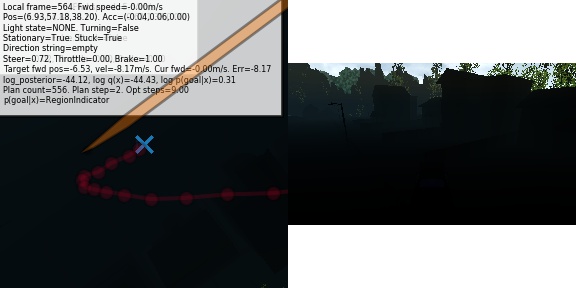 Local frame=564. Fwd speed=-0.00m/s
Pos=(6.93,57.18,38.20). Acc=(-0.04,0.06,0.00)
Light state=NONE. Turning=False
Stationary=True. Stuck=True
Direction string=empty
Steer=0.72, Throttle=0.00, Brake=1.00
Target fwd pos=-6.53, vel=-8.17m/s. Cur fwd=-0.00m/s. Err=-8.17
log_posterior=-44.12, log q(x)=-44.43, log p(goal|x)=0.31
Plan count=556. Plan step=2. Opt steps=9.00
p(goal|x)=RegionIndicator